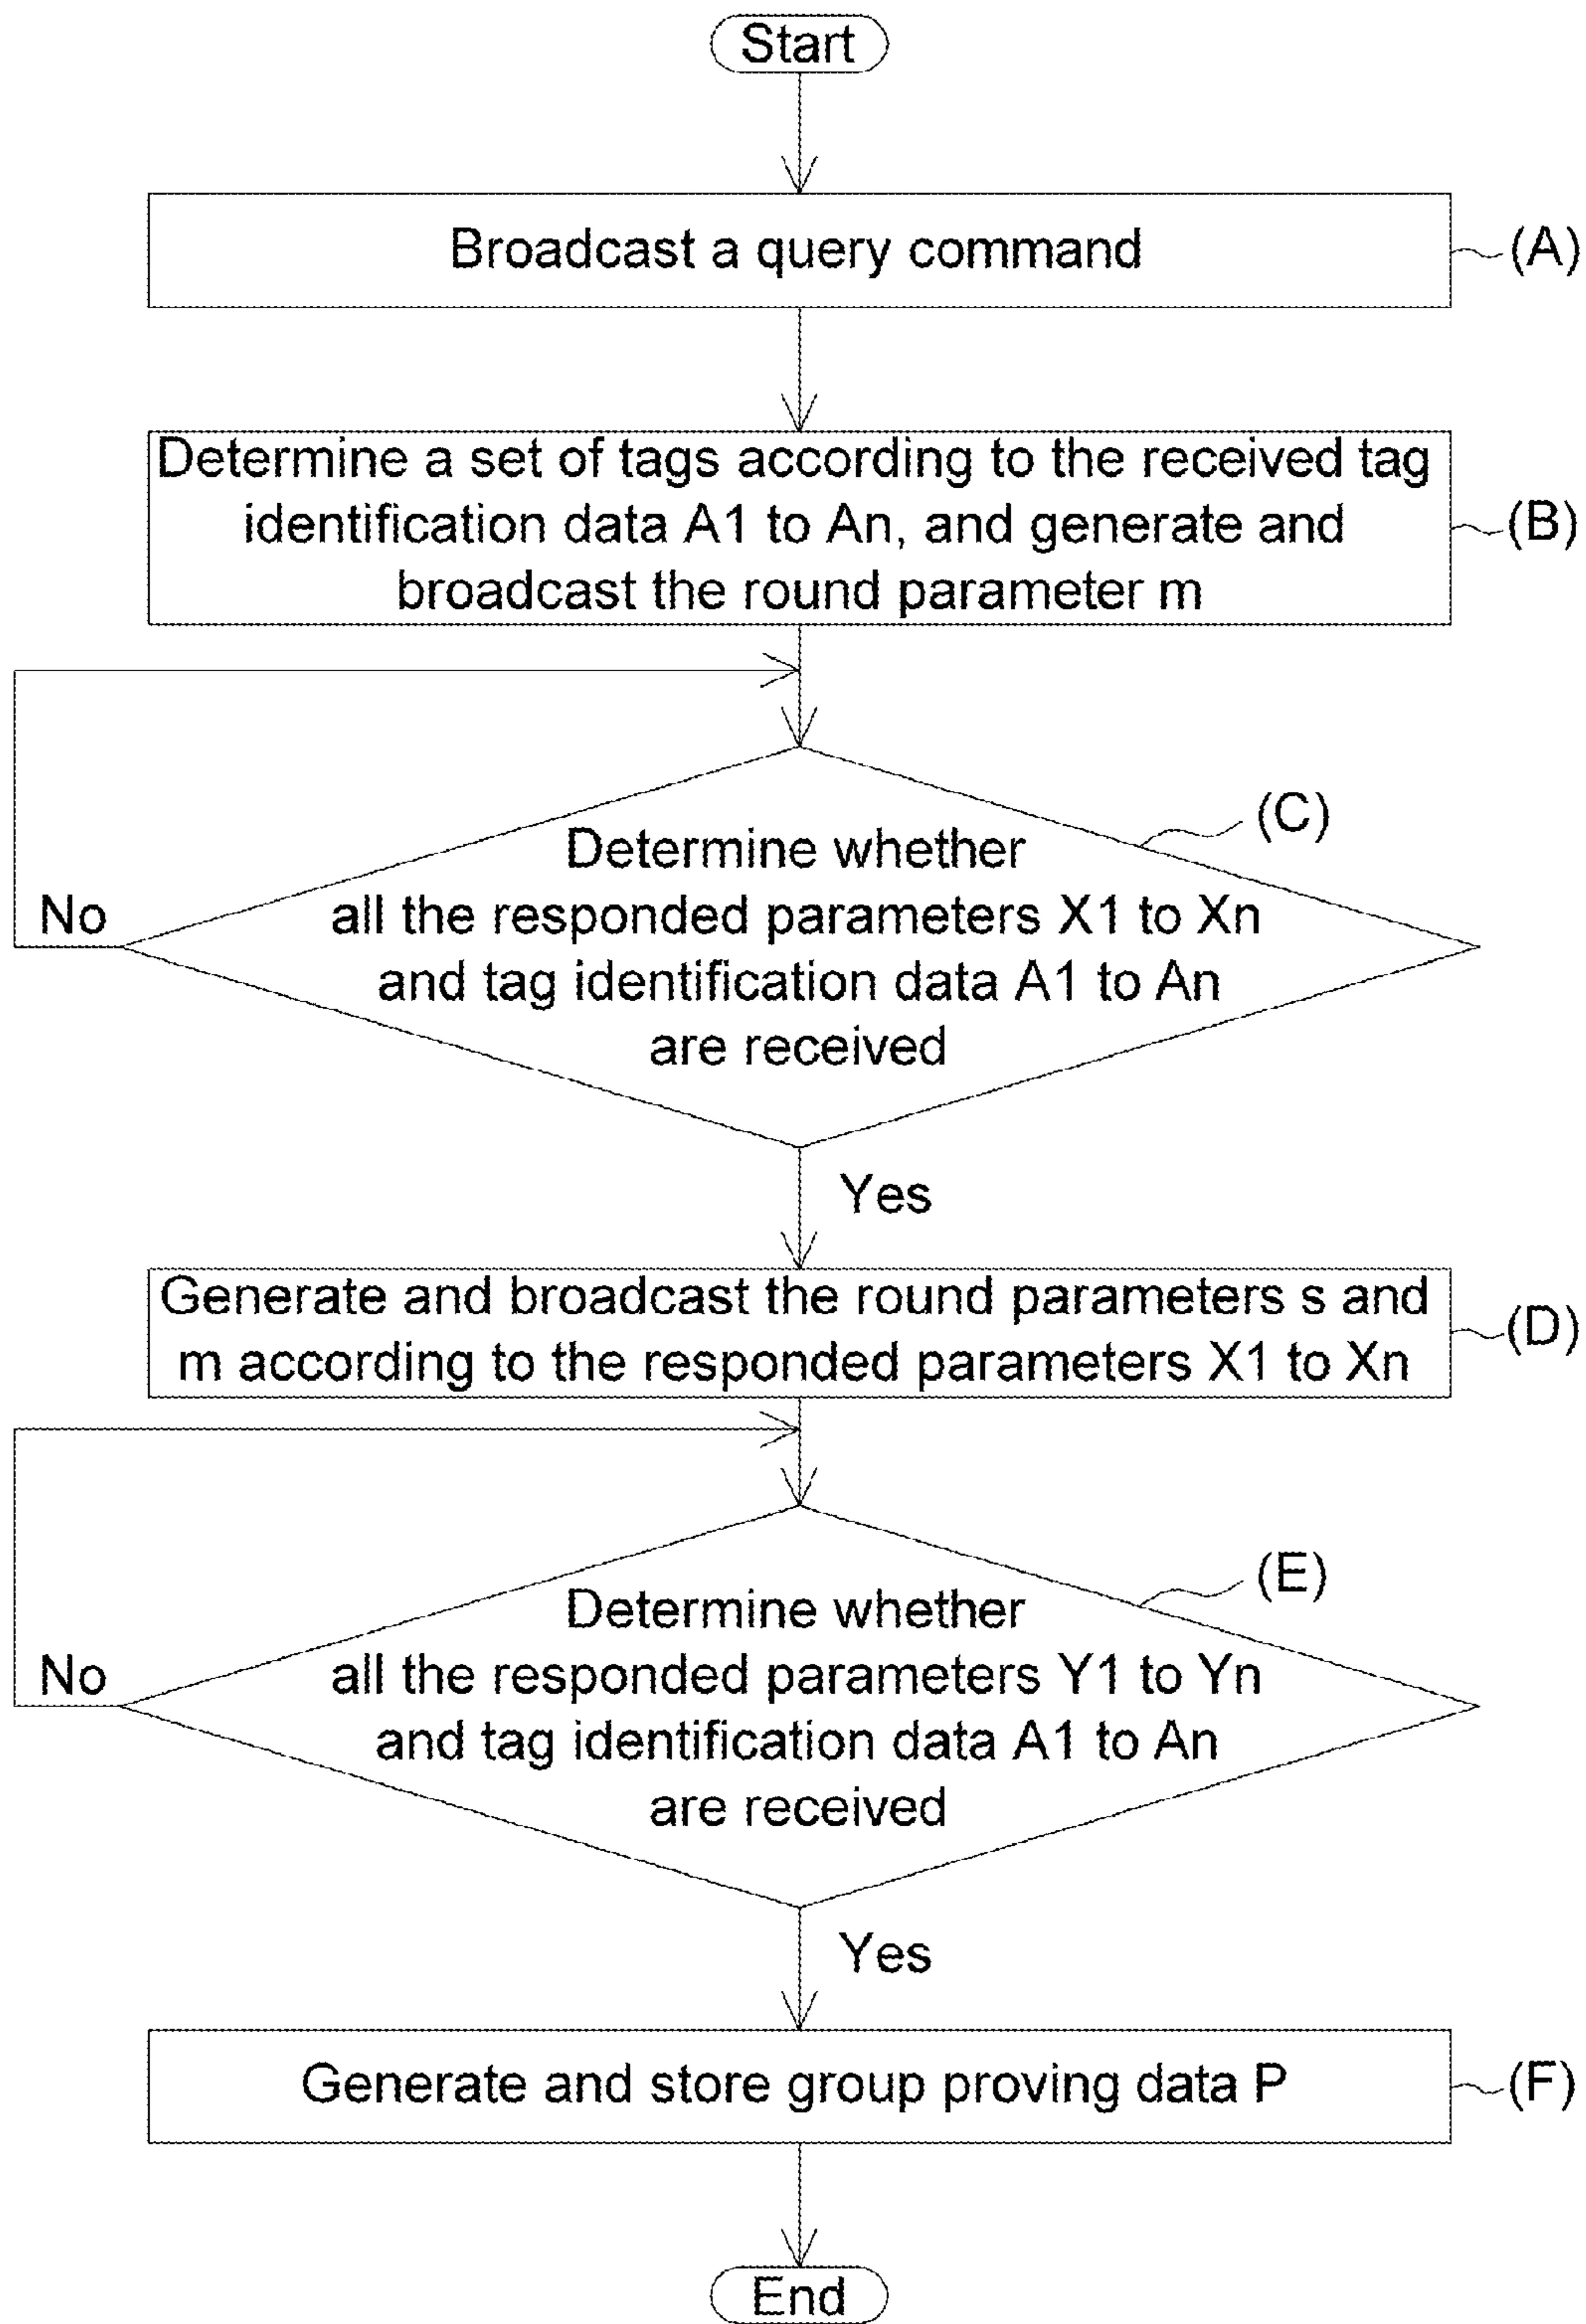 Start
Broadcast a query command
(A)
Determine a set of tags according to the received tag
identification data A1 to An, and generate and
broadcast the round parameter m
(B)
(C)
Determine whether
all the responded parameters X1 to Xn
and tag identification data A1 to An
are received
No
Yes
Generate and broadcast the round parameters s and
m according to the responded parameters X1 to Xn
(D)
(E)
Determine whether
all the responded parameters Y1 to Yn
and tag identification data A1 to An
are received
No
Yes
Generate and store group proving data P
(F)
End